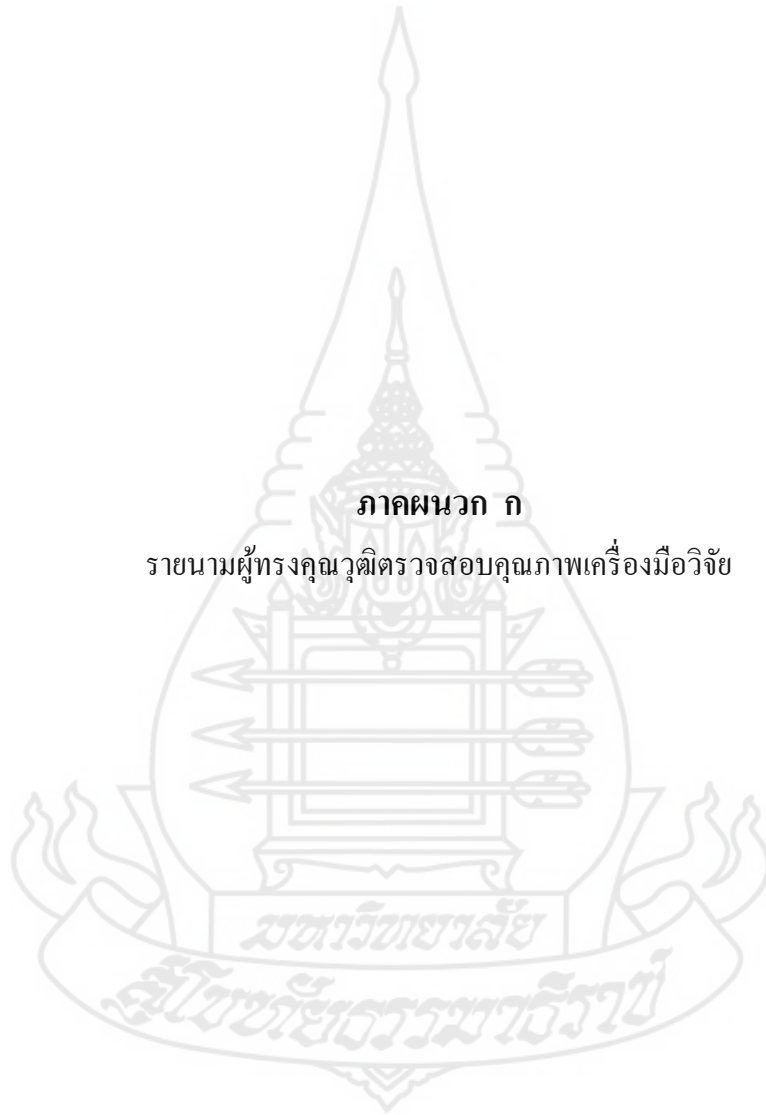 ภาคผนวก ก
รายนามผู้ทรงคุณวุฒิตรวจสอบคุณภาพเครื่องมือวิจัย
มหาวิทยาลัย
สุโขทัยธรรมาธิราช